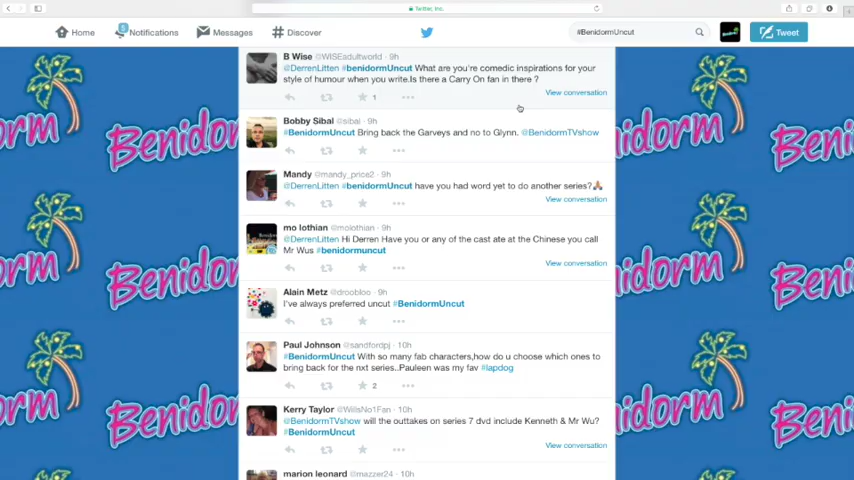 Twitter, Inc.
Home
5
Notifications
Messages
Discover
#BenidormUncut
Tweet
B Wise @WISEadultworld · 9h
@DerrenLitten #benidormUncut What are you're comedic inspirations for your
style of humour when you write.Is there a Carry On fan in there ?
View conversation
1
Bobby Sibal @sibal · 9h
#BenidormUncut Bring back the Garveys and no to Glynn. @BenidormTVshow
Mandy @mandy_price2 · 9h
@DerrenLitten #benidormUncut have you had word yet to do another series?🙏
View conversation
mo lothian @molothian · 9h
@DerrenLitten Hi Derren Have you or any of the cast ate at the Chinese you call
Mr Wus #benidormuncut
View conversation
Alain Metz @droobloo · 9h
I've always preferred uncut #BenidormUncut
Paul Johnson @sandfordpj · 10h
#BenidormUncut With so many fab characters,how do u choose which ones to
bring back for the nxt series..Pauleen was my fav #lapdog
2
Kerry Taylor @WillsNo1Fan · 10h
@BenidormTVshow will the outtakes on series 7 dvd include Kenneth & Mr Wu?
#BenidormUncut
View conversation
marion leonard @mazzer24 · 10h
Benidorm
Benidorm
Benidorm
Benidorm
Benidorm
Benidorm